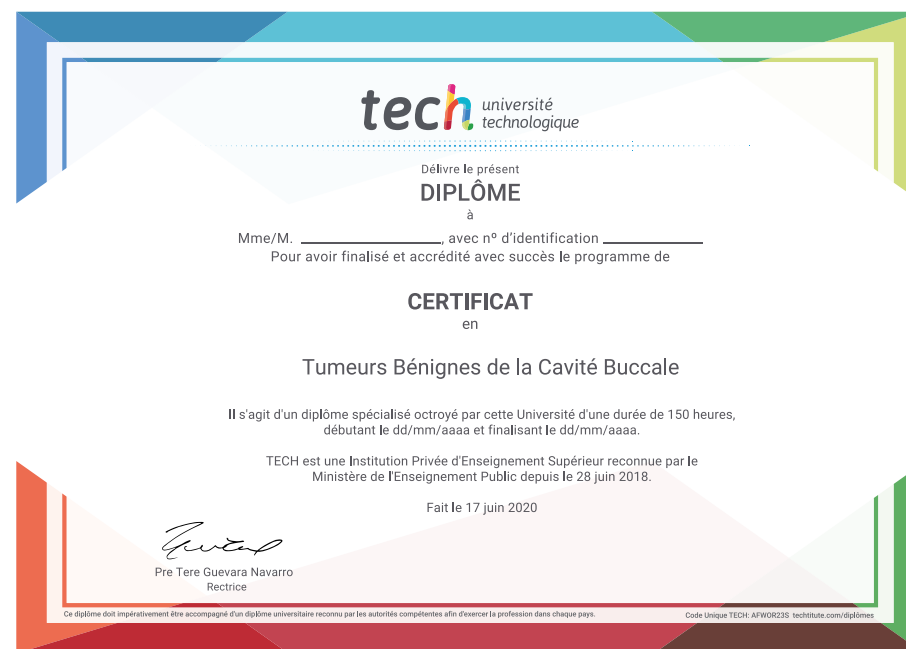 tech université
technologique
Délivre le présent
DIPLÔME
à
Mme/M. ____________________, avec nº d'identification ______________
Pour avoir finalisé et accrédité avec succès le programme de
CERTIFICAT
en
Tumeurs Bénignes de la Cavité Buccale
Il s'agit d'un diplôme spécialisé octroyé par cette Université d'une durée de 150 heures,
débutant le dd/mm/aaaa et finalisant le dd/mm/aaaa.
TECH est une Institution Privée d'Enseignement Supérieur reconnue par le
Ministère de l'Enseignement Public depuis le 28 juin 2018.
Fait le 17 juin 2020
Pre Tere Guevara Navarro
Rectrice
Ce diplôme doit impérativement être accompagné d'un diplôme universitaire reconnu par les autorités compétentes afin d'exercer la profession dans chaque pays.
Code Unique TECH: AFWOR23S techtitute.com/diplômes